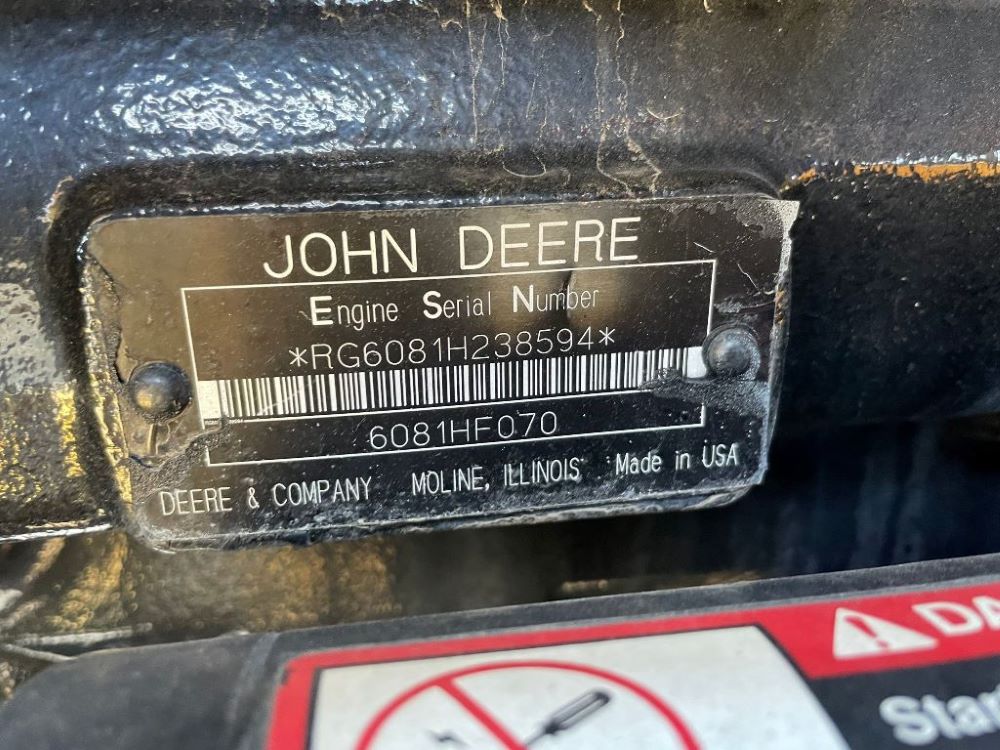 JOHN DEERE
Engine Serial Number
*RG6081H238594*
6081HF070
DEERE & COMPANY MOLINE, ILLINOIS Made in USA